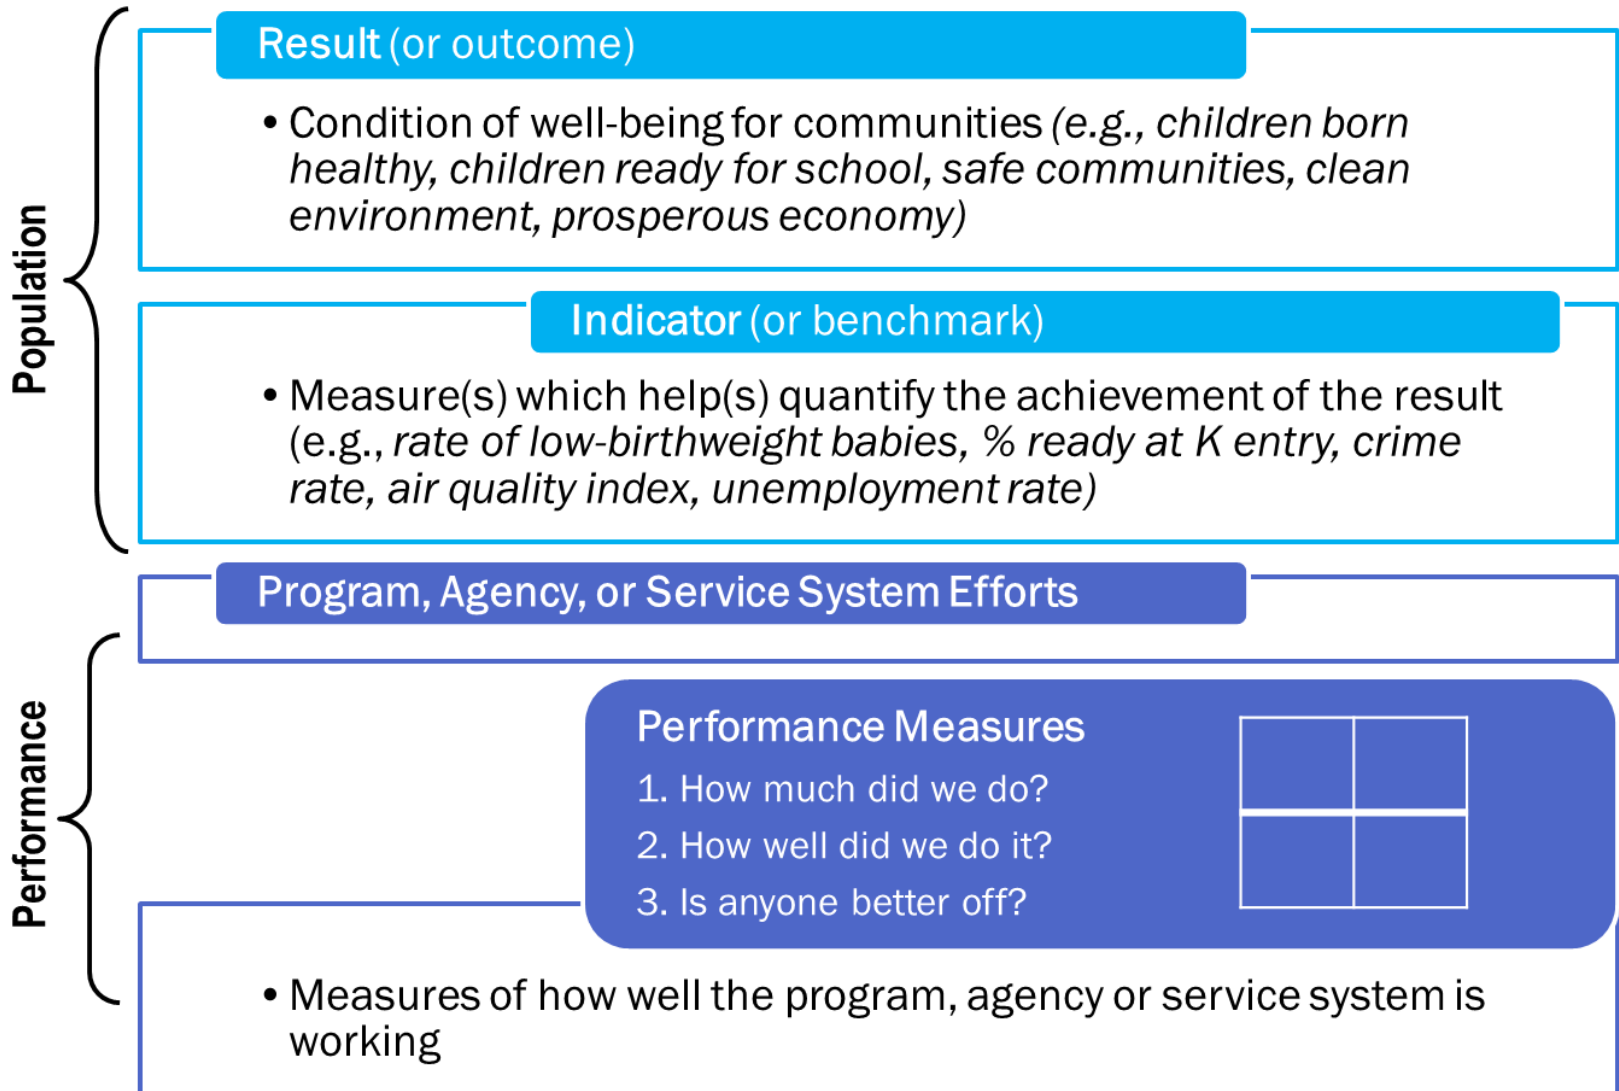 Population
Result (or outcome)
• Condition of well-being for communities (e.g., children born
healthy, children ready for school, safe communities, clean
environment, prosperous economy)
Indicator (or benchmark)
• Measure(s) which help(s) quantify the achievement of the result
(e.g., rate of low-birthweight babies, % ready at K entry, crime
rate, air quality index, unemployment rate)
Performance
Program, Agency, or Service System Efforts
Performance Measures
1. How much did we do?
2. How well did we do it?
3. Is anyone better off?
• Measures of how well the program, agency or service system is
working